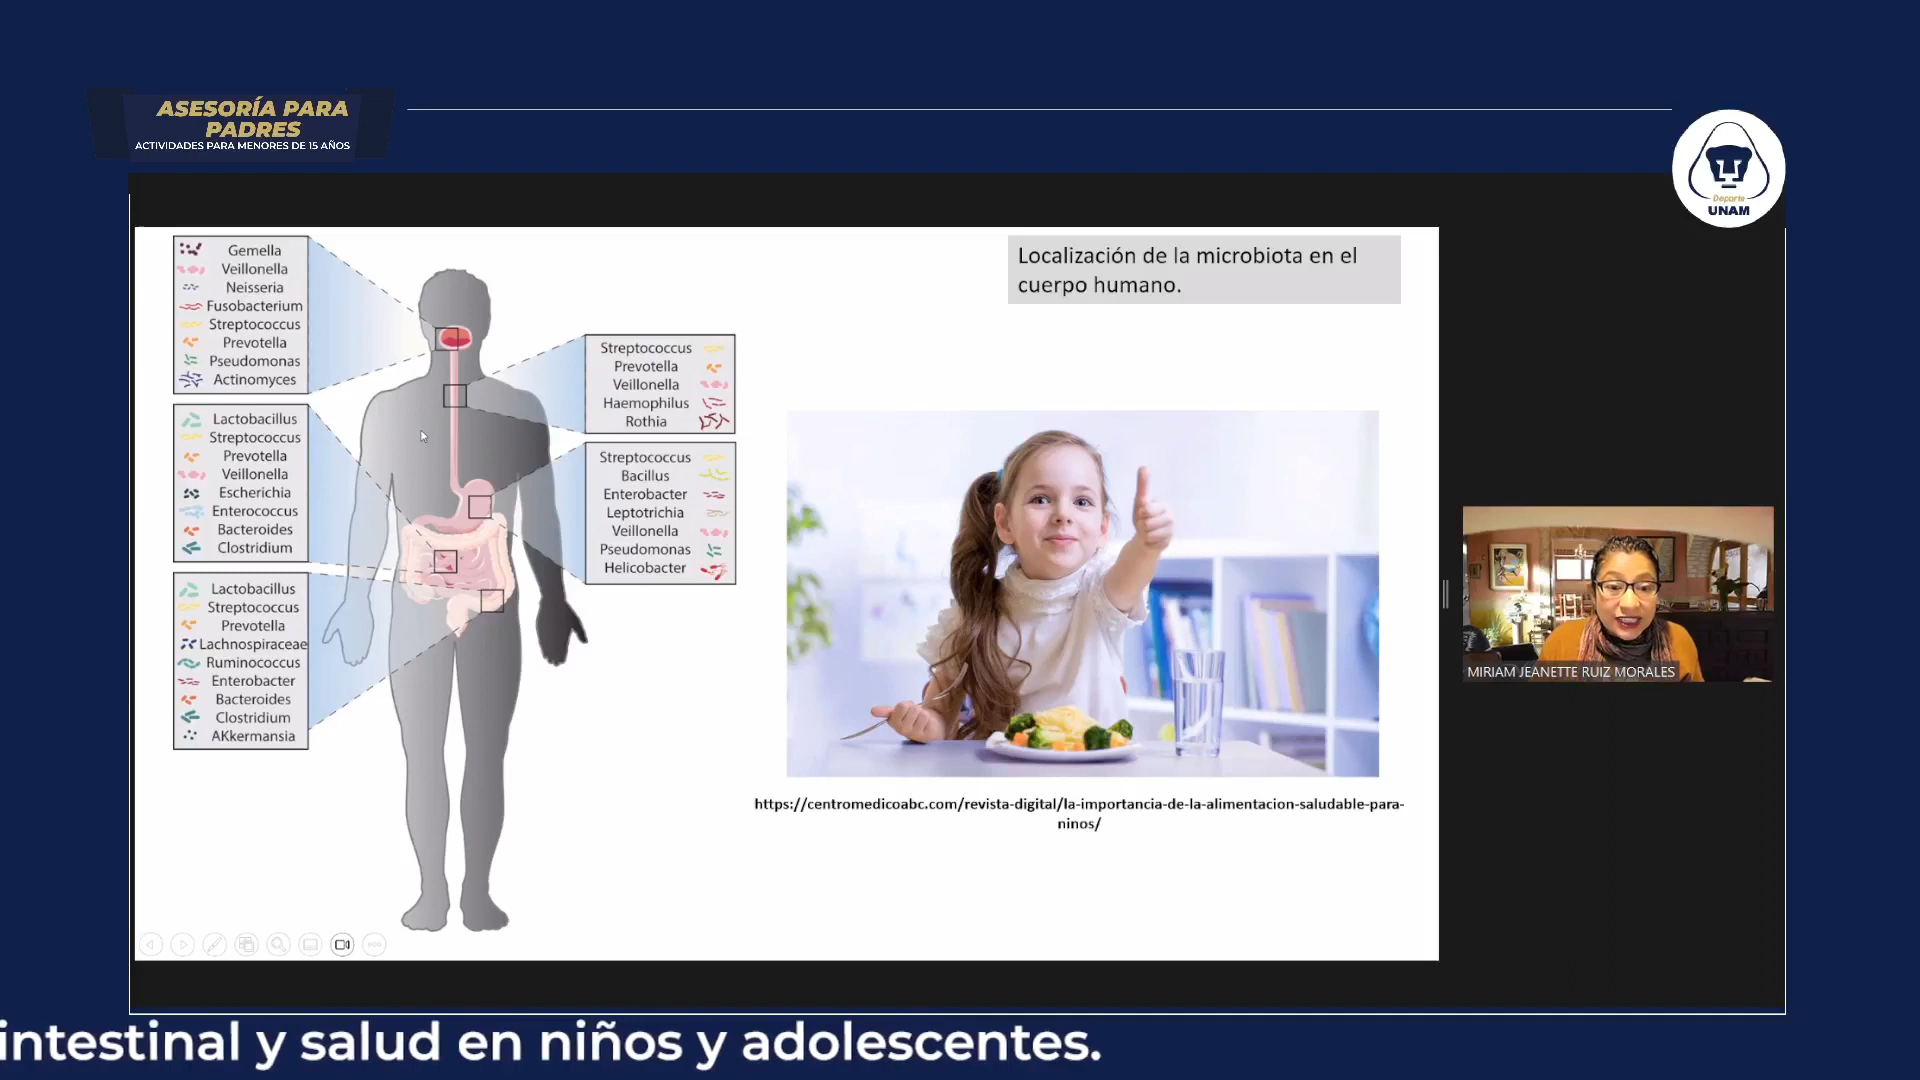 ASESORÍA PARA
PADRES
ACTIVIDADES PARA MENORES DE 15 AÑOS
Deporte
UNAM
Localización de la microbiota en el
cuerpo humano.
Gemella
Veillonella
Neisseria
Fusobacterium
Streptococcus
Prevotella
Pseudomonas
Actinomyces
Lactobacillus
Streptococcus
Prevotella
Veillonella
Escherichia
Enterococcus
Bacteroides
Clostridium
Lactobacillus
Streptococcus
Prevotella
Lachnospiraceae
Ruminococcus
Enterobacter
Bacteroides
Clostridium
AKkermansia
Streptococcus
Prevotella
Veillonella
Haemophilus
Rothia
Streptococcus
Bacillus
Enterobacter
Leptotrichia
Veillonella
Pseudomonas
Helicobacter
https://centromedicoabc.com/revista-digital/la-importancia-de-la-alimentacion-saludable-para-
ninos/
MIRIAM JEANETTE RUIZ MORALES
intestinal y salud en niños y adolescentes.